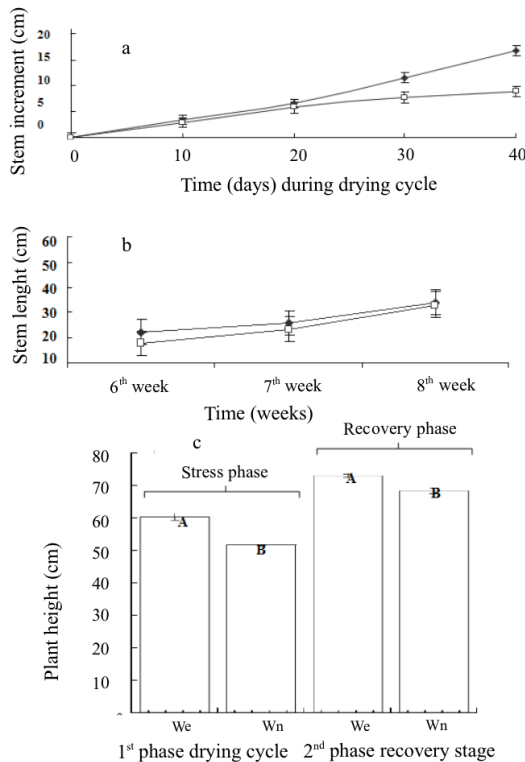 a
Stem increment (cm)
20
15
10
5
0
0 10 20 30 40
Time (days) during drying cycle
b
Stem lenght (cm)
60
50
40
30
20
10
6th week 7th week 8th week
Time (weeks)
c
Recovery phase
Stress phase
Plant height (cm)
80
70
60
50
40
30
20
10
A B A B
We Wn We Wn
1st phase drying cycle 2nd phase recovery stage